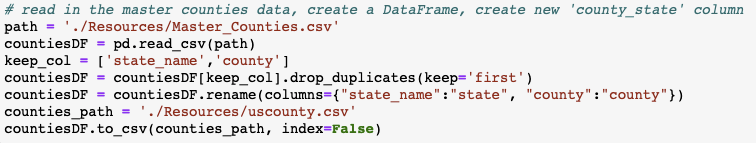 # read in the master counties data, create a DataFrame, create new 'county_state' column
path = './Resources/Master_Counties.csv'
countiesDF = pd.read_csv(path)
keep_col = ['state_name','county']
countiesDF = countiesDF[keep_col].drop_duplicates(keep='first')
countiesDF = countiesDF.rename(columns={"state_name":"state", "county":"county"})
counties_path = './Resources/uscounty.csv'
countiesDF.to_csv(counties_path, index=False)